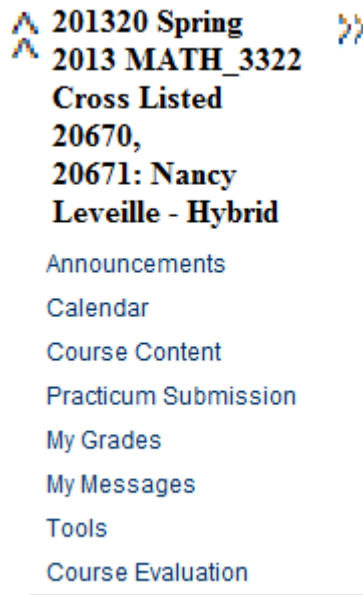 201320 Spring
2013 MATH_3322
Cross Listed
20670,
20671: Nancy
Leveille - Hybrid
Announcements
Calendar
Course Content
Practicum Submission
My Grades
My Messages
Tools
Course Evaluation